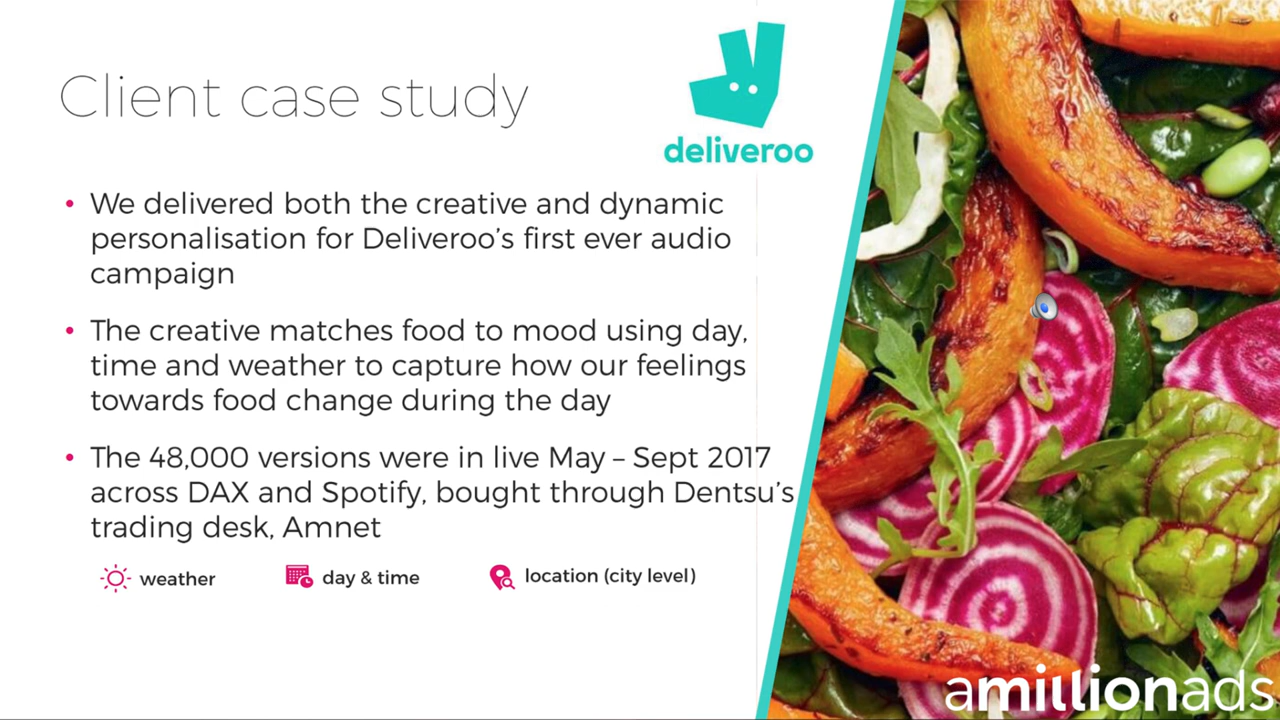 Client case study
deliveroo
• We delivered both the creative and dynamic
personalisation for Deliveroo’s first ever audio
campaign
• The creative matches food to mood using day,
time and weather to capture how our feelings
towards food change during the day
• The 48,000 versions were in live May – Sept 2017
across DAX and Spotify, bought through Dentsu’s
trading desk, Amnet
weather day & time location (city level)
amillionads